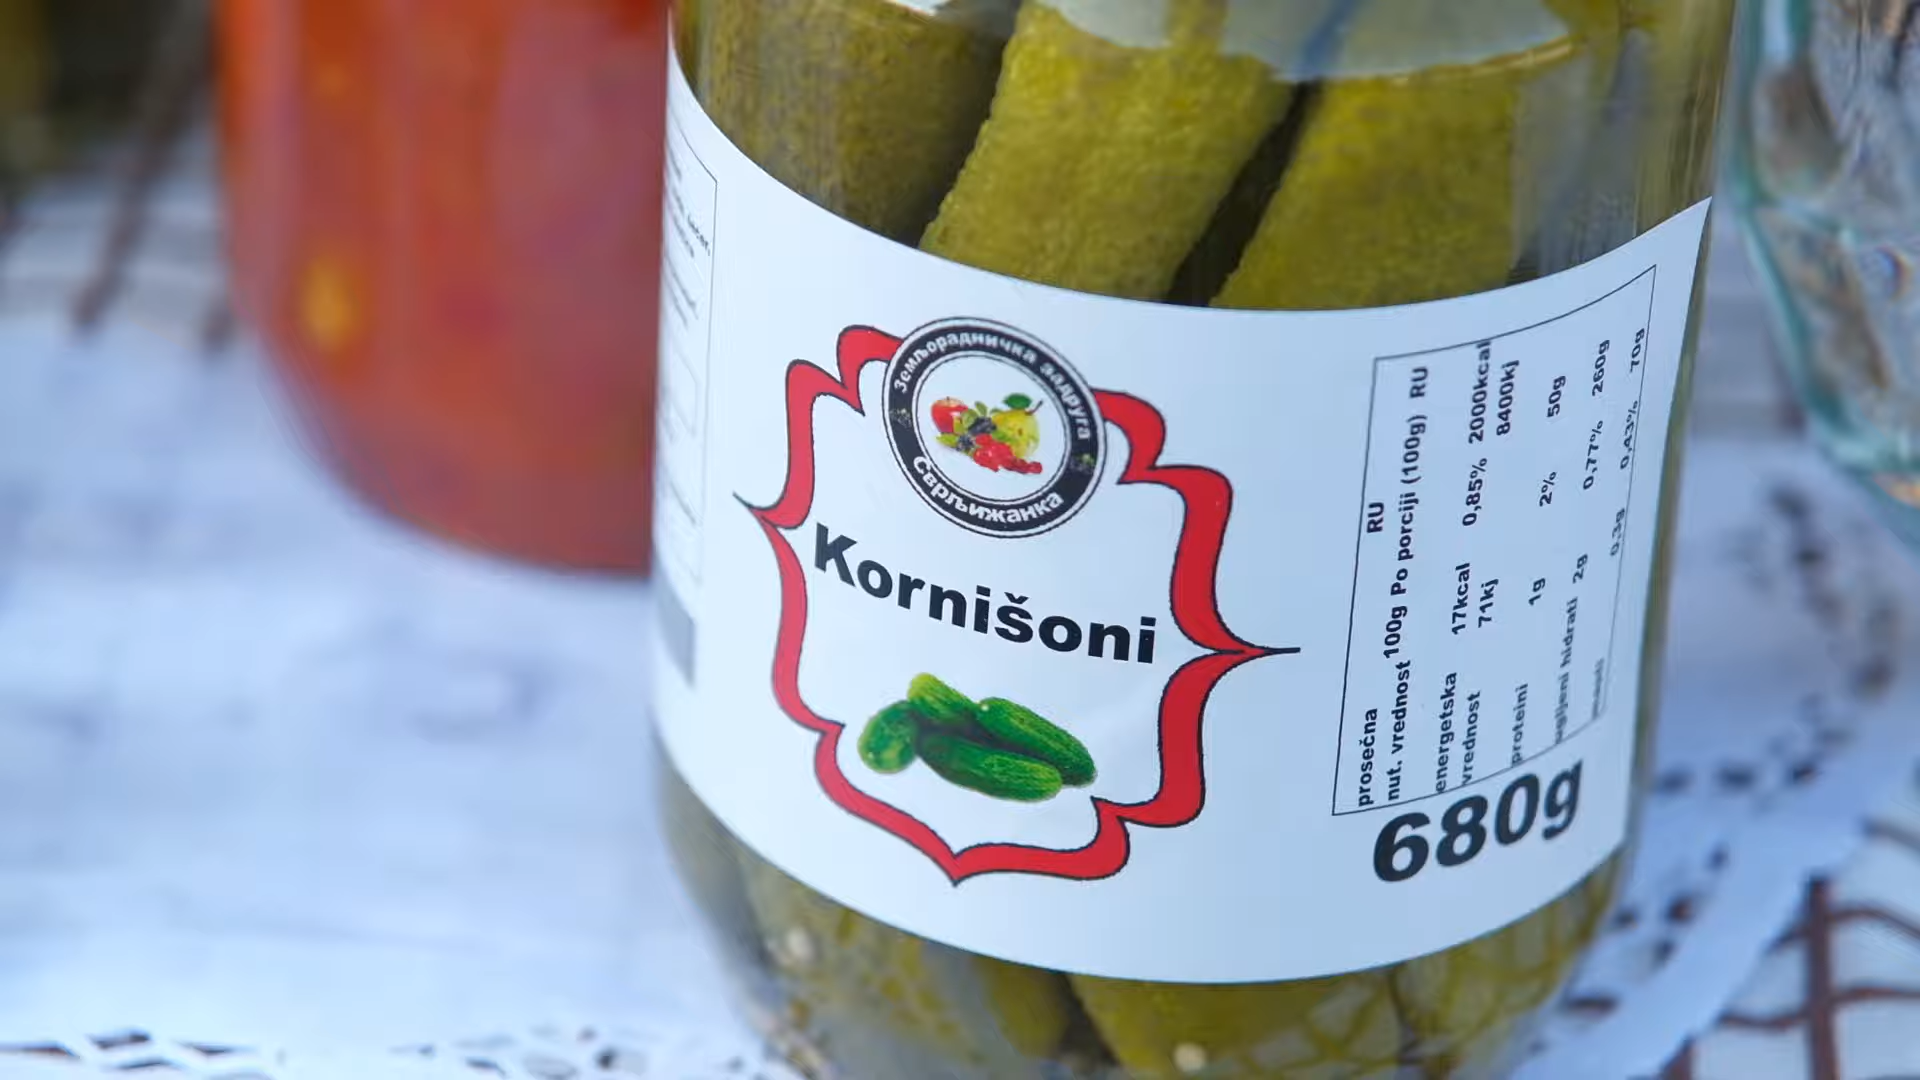 Земљорадничка задруга
Сврљижанка
Kornišoni
RU
prosečna
nut. vrednost 100g Po porciji (100g) RU
energetska 17kcal 0,85% 2000kcal
vrednost 71kj 8400kj
proteini 1g 2% 50g
ugljeni hidrati 2g 0,77% 260g
0,3g 0,43% 70g
680g